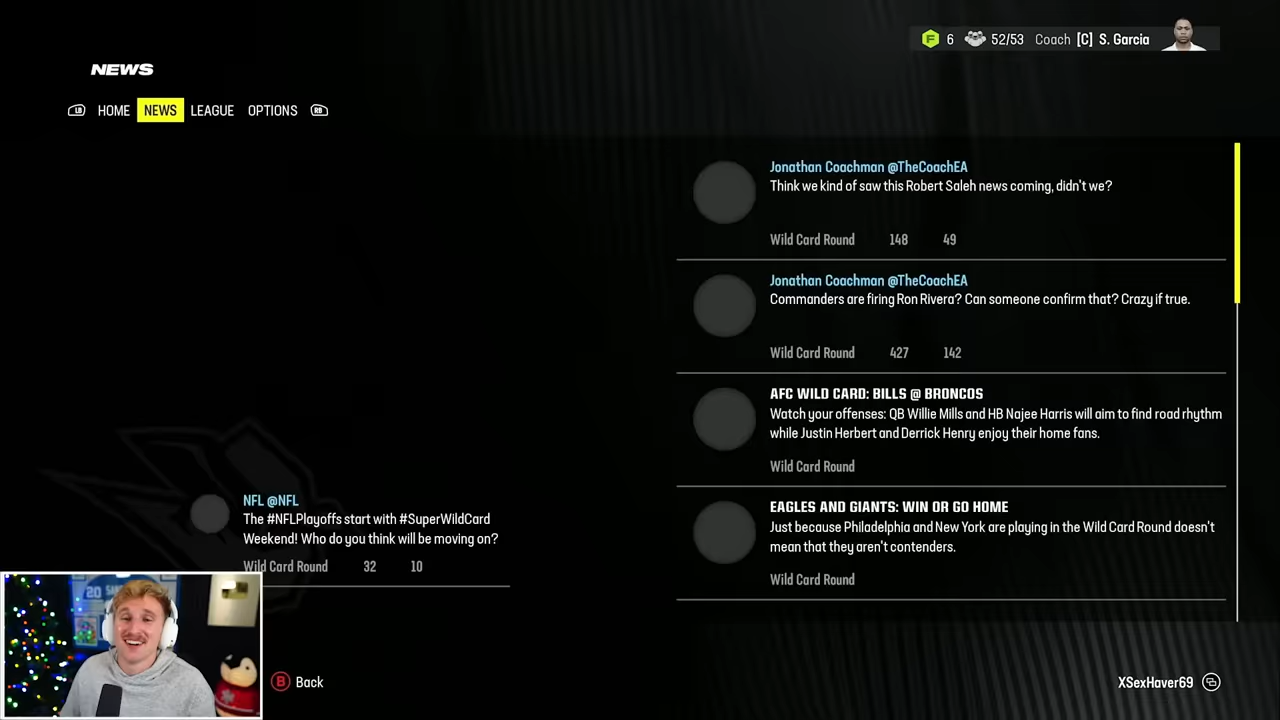 F 6 52/53 Coach [C] S. Garcia
NEWS
LB HOME NEWS LEAGUE OPTIONS RB
Jonathan Coachman @TheCoachEA
Think we kind of saw this Robert Saleh news coming, didn't we?
Wild Card Round 148 49
Jonathan Coachman @TheCoachEA
Commanders are firing Ron Rivera? Can someone confirm that? Crazy if true.
Wild Card Round 427 142
AFC WILD CARD: BILLS @ BRONCOS
Watch your offenses: QB Willie Mills and HB Najee Harris will aim to find road rhythm
while Justin Herbert and Derrick Henry enjoy their home fans.
Wild Card Round
EAGLES AND GIANTS: WIN OR GO HOME
Just because Philadelphia and New York are playing in the Wild Card Round doesn't
mean that they aren't contenders.
Wild Card Round
NFL @NFL
The #NFLPlayoffs start with #SuperWildCard
Weekend! Who do you think will be moving on?
Wild Card Round 32 10
20
B Back
XSexHaver69